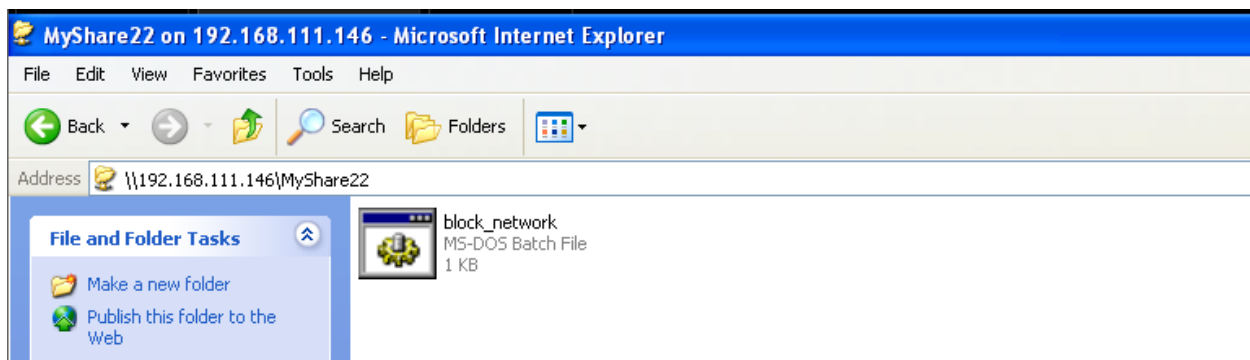 MyShare22 on 192.168.111.146 - Microsoft Internet Explorer
File Edit View Favorites Tools Help
Back Search Folders
Address \\192.168.111.146\MyShare22
File and Folder Tasks
Make a new folder
Publish this folder to the
Web
block_network
MS-DOS Batch File
1 KB